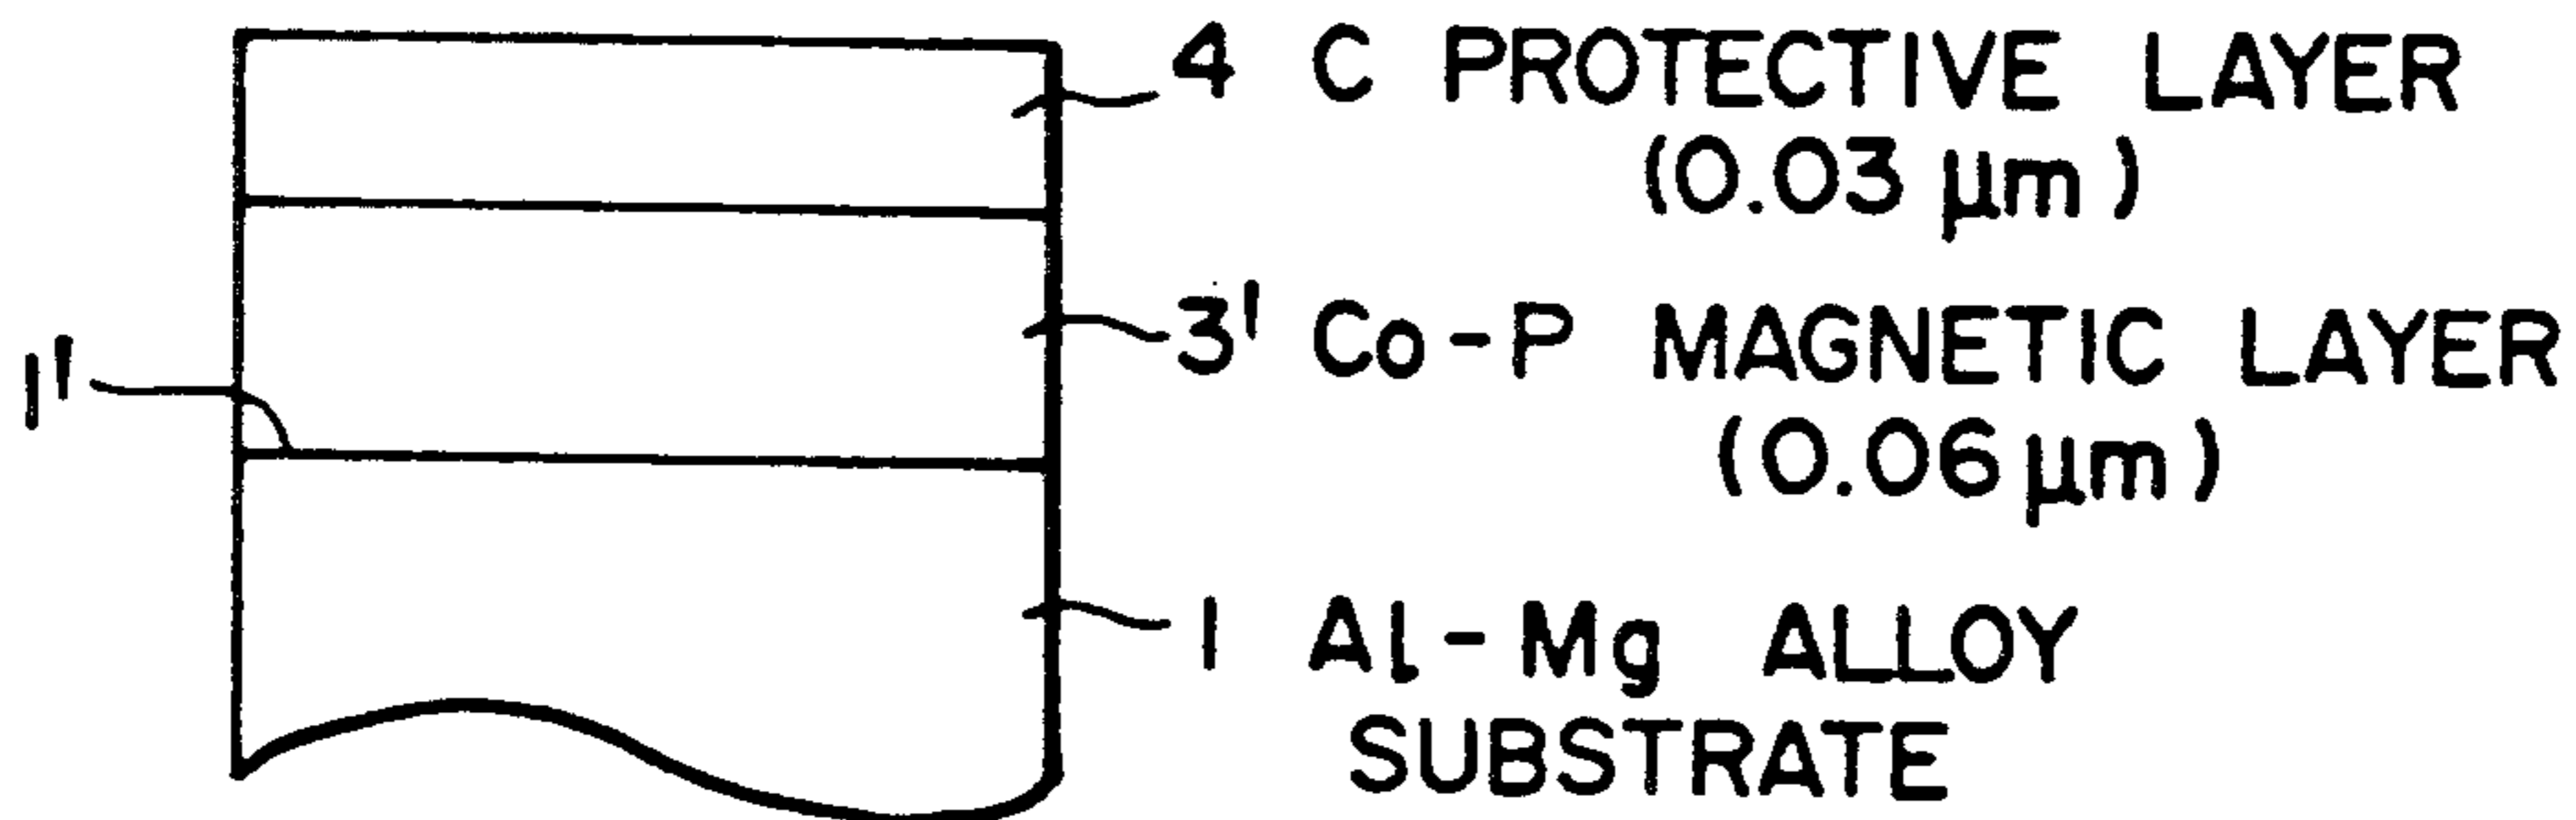 4 C PROTECTIVE LAYER
(0.03 μm)
3' Co-P MAGNETIC LAYER
(0.06 μm)
1'
1 Al-Mg ALLOY
SUBSTRATE